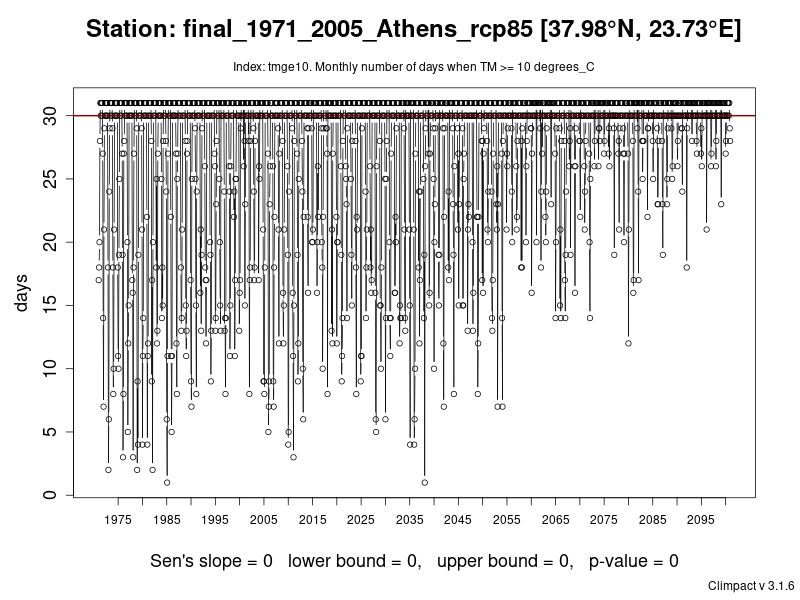 Station: final_1971_2005_Athens_rcp85 [37.98°N, 23.73°E]
Index: tmge10. Monthly number of days when TM >= 10 degrees_C
days
30
25
20
15
10
5
0
1975 1985 1995 2005 2015 2025 2035 2045 2055 2065 2075 2085 2095
Sen's slope = 0 lower bound = 0, upper bound = 0, p-value = 0
Climpact v 3.1.6